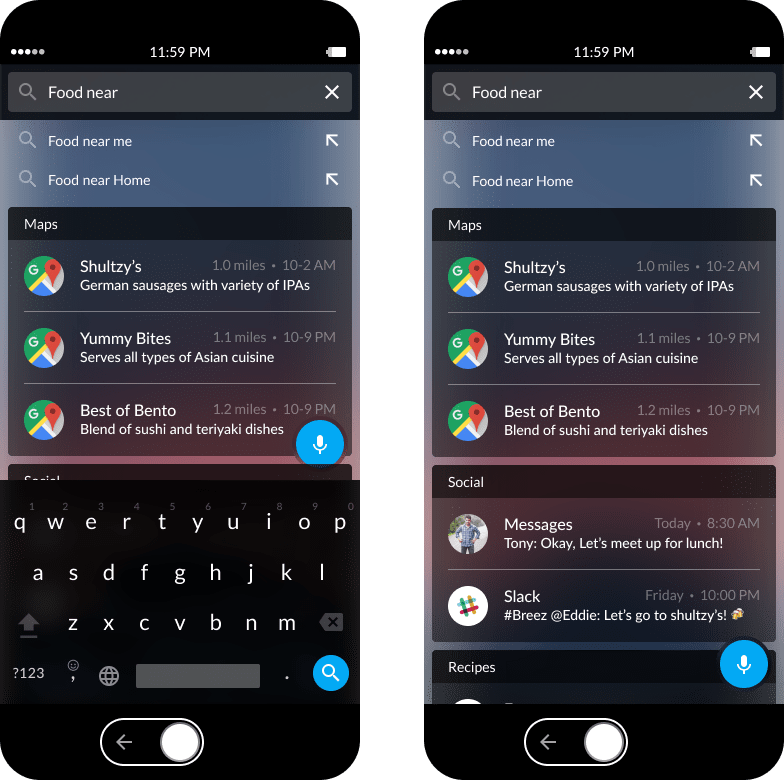 11:59 PM
Food near
Food near me
Food near Home
Maps
Shultzy's 1.0 miles • 10-2 AM
German sausages with variety of IPAs
Yummy Bites 1.1 miles • 10-9 PM
Serves all types of Asian cuisine
Best of Bento 1.2 miles • 10-9 PM
Blend of sushi and teriyaki dishes
Social
1 2 3 4 5 6 7 8 9 0
q w e r t y u i o p
a s d f g h j k l
z x c v b n m
?123 , .
11:59 PM
Food near
Food near me
Food near Home
Maps
Shultzy's 1.0 miles • 10-2 AM
German sausages with variety of IPAs
Yummy Bites 1.1 miles • 10-9 PM
Serves all types of Asian cuisine
Best of Bento 1.2 miles • 10-9 PM
Blend of sushi and teriyaki dishes
Social
Messages Today • 8:30 AM
Tony: Okay, Let's meet up for lunch!
Slack Friday • 10:00 PM
#Breez @Eddie: Let's go to shultzy's! 🍻
Recipes